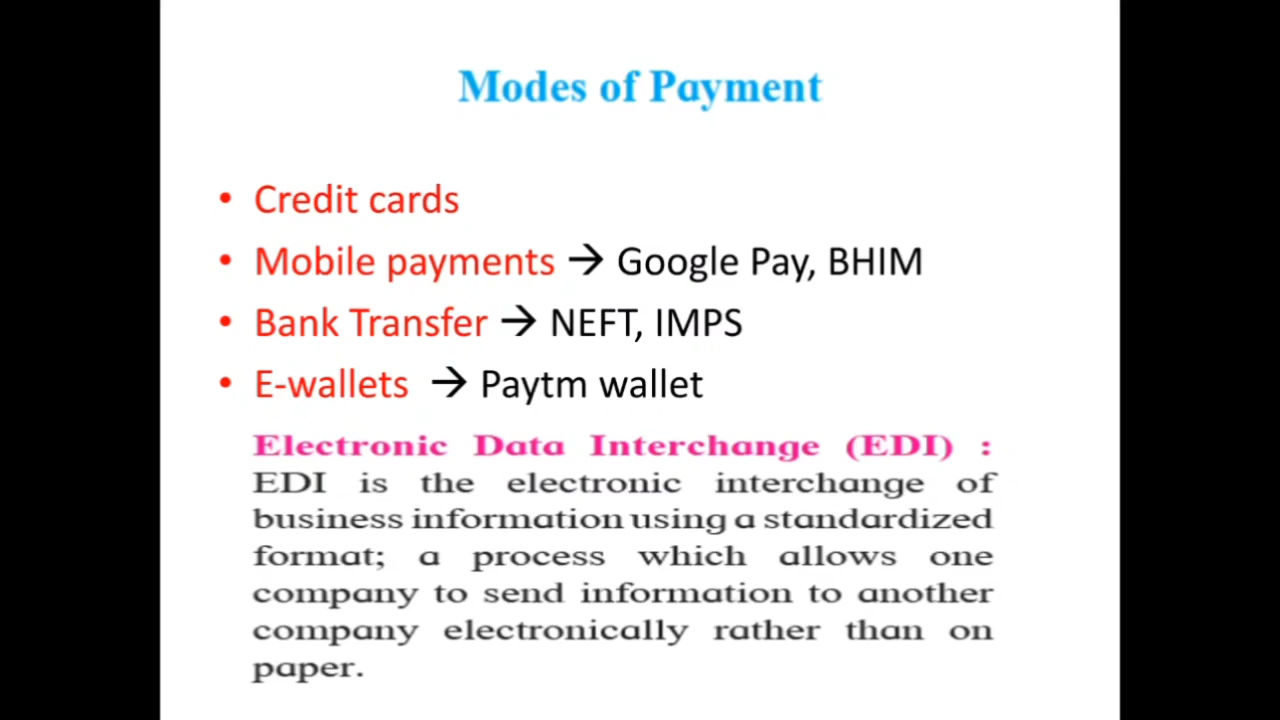 Modes of Payment
• Credit cards
• Mobile payments → Google Pay, BHIM
• Bank Transfer → NEFT, IMPS
• E-wallets → Paytm wallet
Electronic Data Interchange (EDI) :
EDI is the electronic interchange of
business information using a standardized
format; a process which allows one
company to send information to another
company electronically rather than on
paper.